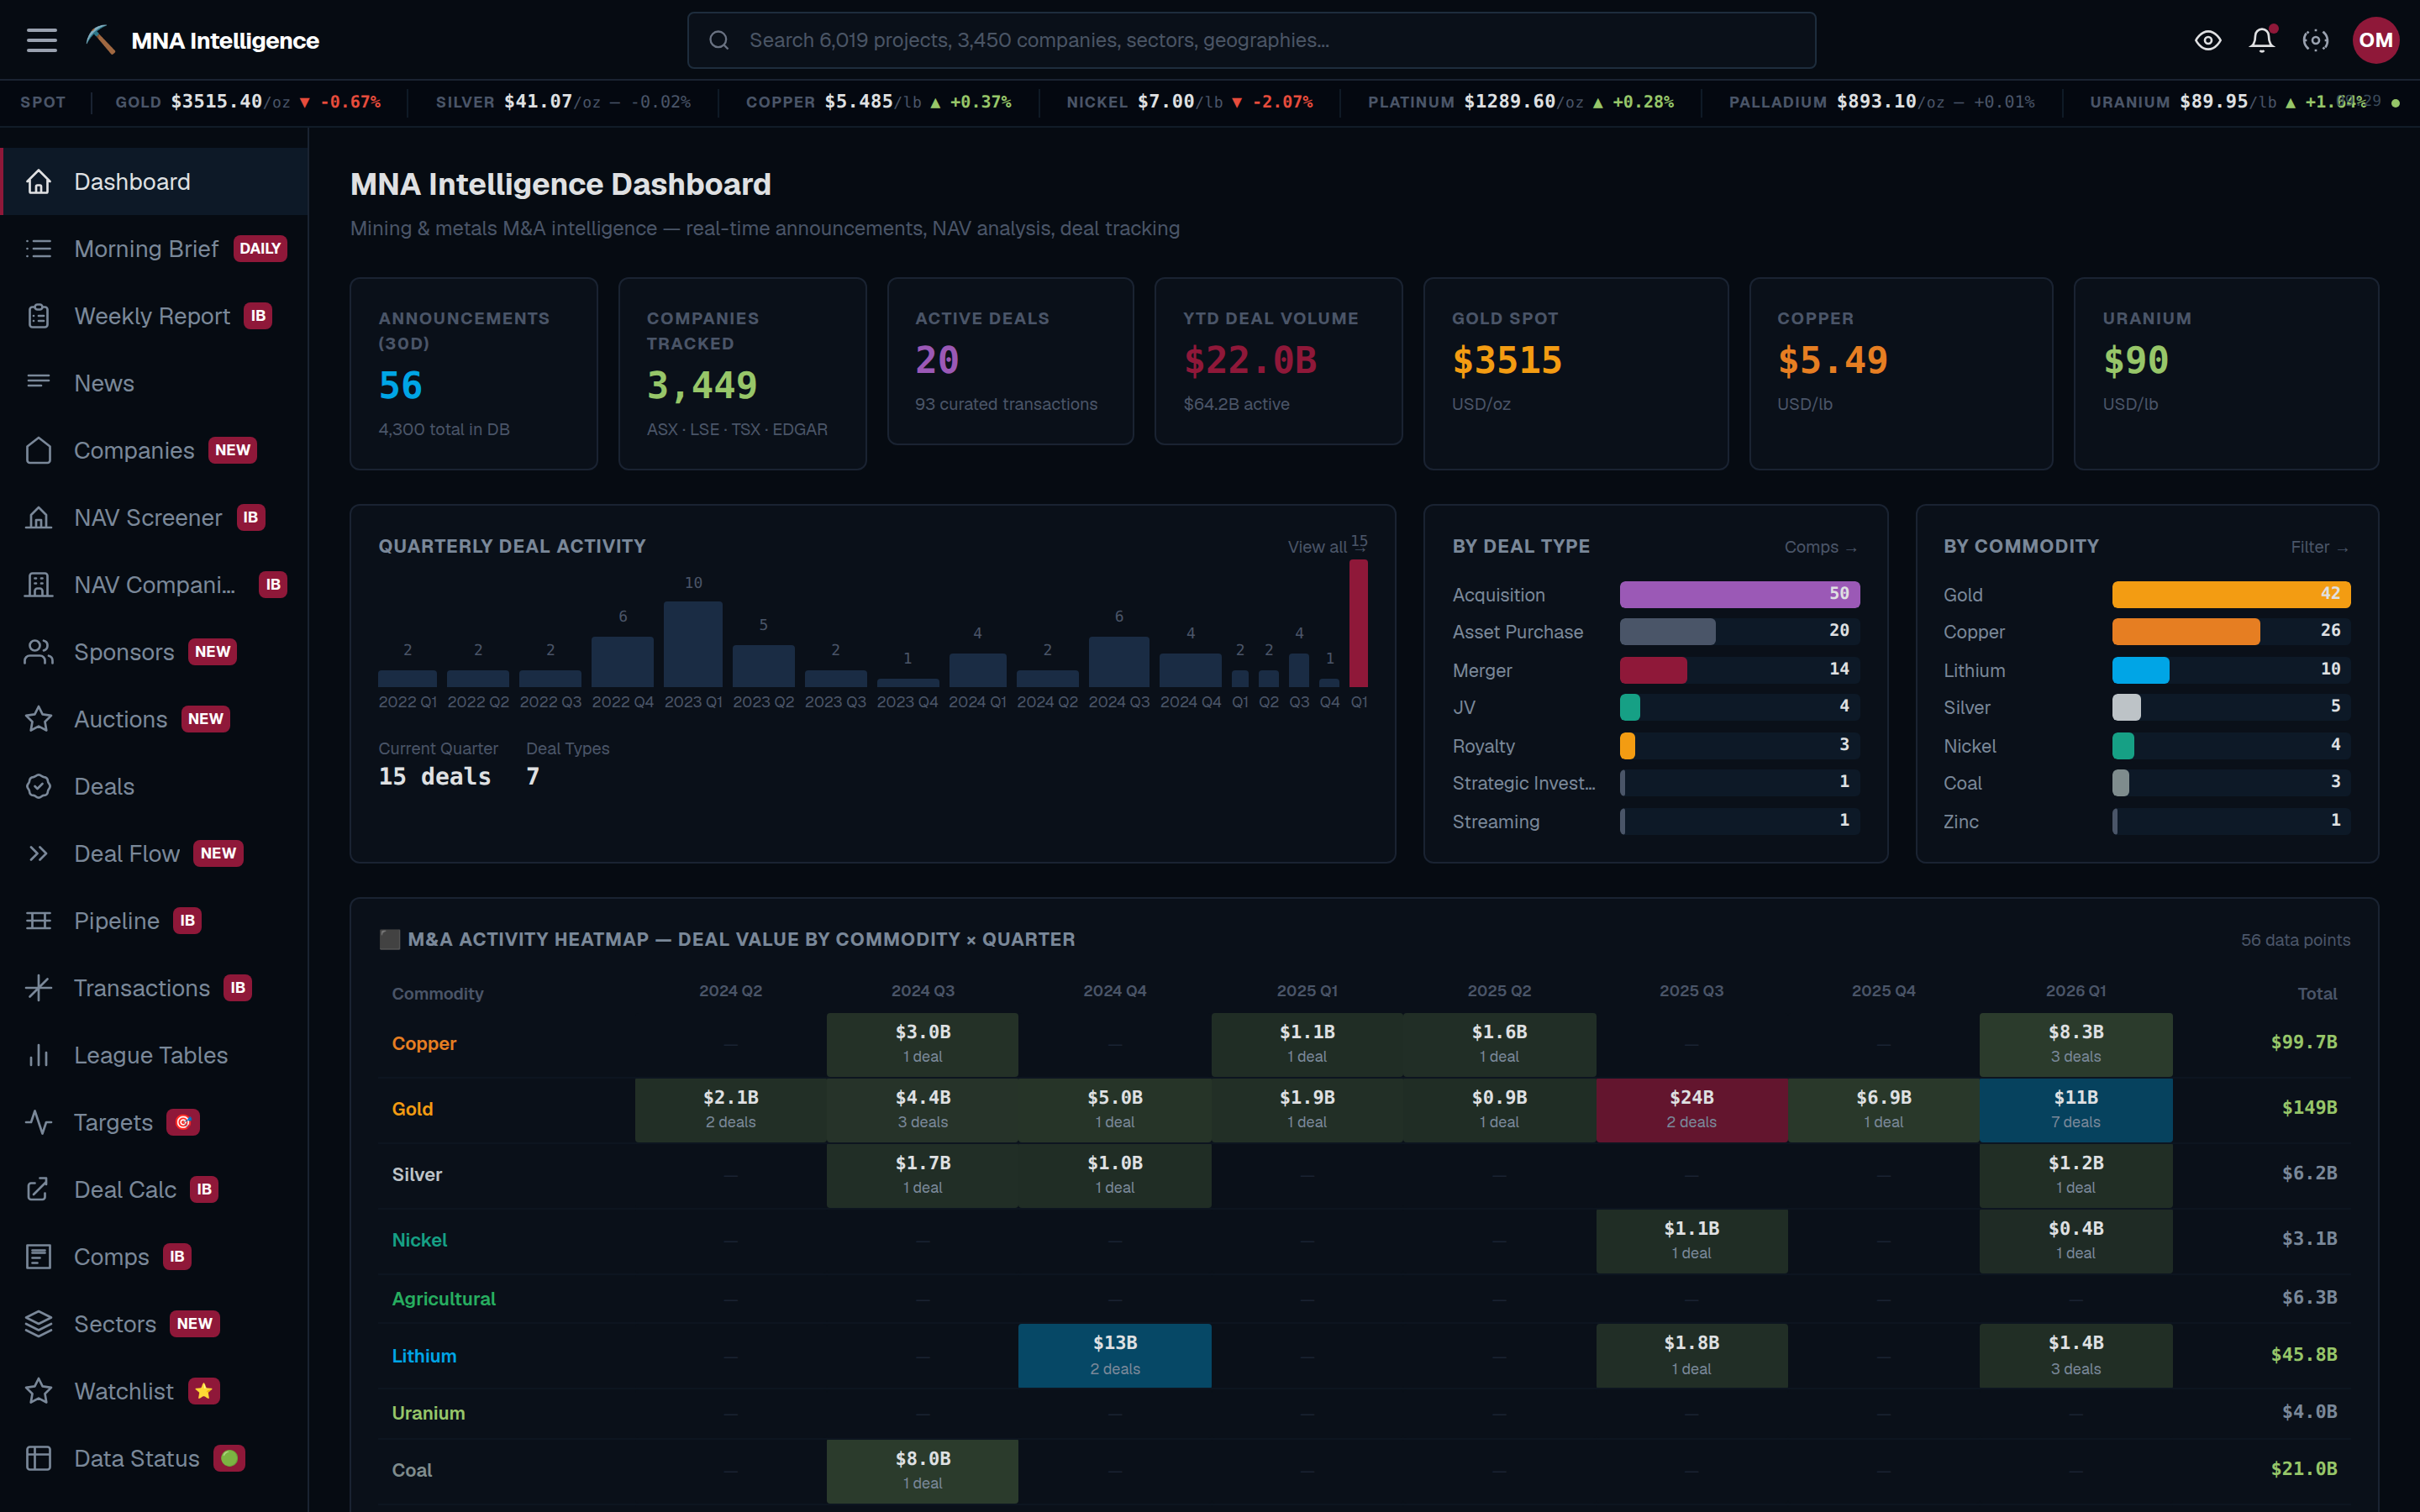 MNA Intelligence
Search 6,019 projects, 3,450 companies, sectors, geographies...
OM
SPOT GOLD $3515.40/oz ▼ -0.67% SILVER $41.07/oz — -0.02% COPPER $5.485/lb ▲ +0.37% NICKEL $7.00/lb ▼ -2.07% PLATINUM $1289.60/oz ▲ +0.28% PALLADIUM $893.10/oz — +0.01% URANIUM $89.95/lb ▲ +1.64%
Dashboard
Morning Brief DAILY
Weekly Report IB
News
Companies NEW
NAV Screener IB
NAV Compani... IB
Sponsors NEW
Auctions NEW
Deals
Deal Flow NEW
Pipeline IB
Transactions IB
League Tables
Targets
Deal Calc IB
Comps IB
Sectors NEW
Watchlist
Data Status
MNA Intelligence Dashboard
Mining & metals M&A intelligence — real-time announcements, NAV analysis, deal tracking
ANNOUNCEMENTS
(30D)
56
4,300 total in DB
COMPANIES
TRACKED
3,449
ASX · LSE · TSX · EDGAR
ACTIVE DEALS
20
93 curated transactions
YTD DEAL VOLUME
$22.0B
$64.2B active
GOLD SPOT
$3515
USD/oz
COPPER
$5.49
USD/lb
URANIUM
$90
USD/lb
QUARTERLY DEAL ACTIVITY View all →
2 2 2 6 10 5 2 1 4 2 6 4 2 2 4 1 15
2022 Q1 2022 Q2 2022 Q3 2022 Q4 2023 Q1 2023 Q2 2023 Q3 2023 Q4 2024 Q1 2024 Q2 2024 Q3 2024 Q4 Q1 Q2 Q3 Q4 Q1
Current Quarter Deal Types
15 deals 7
BY DEAL TYPE Comps →
Acquisition 50
Asset Purchase 20
Merger 14
JV 4
Royalty 3
Strategic Invest... 1
Streaming 1
BY COMMODITY Filter →
Gold 42
Copper 26
Lithium 10
Silver 5
Nickel 4
Coal 3
Zinc 1
M&A ACTIVITY HEATMAP — DEAL VALUE BY COMMODITY × QUARTER 56 data points
Commodity 2024 Q2 2024 Q3 2024 Q4 2025 Q1 2025 Q2 2025 Q3 2025 Q4 2026 Q1 Total
Copper — $3.0B 1 deal — $1.1B 1 deal $1.6B 1 deal — — $8.3B 3 deals $99.7B
Gold $2.1B 2 deals $4.4B 3 deals $5.0B 1 deal $1.9B 1 deal $0.9B 1 deal $24B 2 deals $6.9B 1 deal $11B 7 deals $149B
Silver — $1.7B 1 deal $1.0B 1 deal — — — — $1.2B 1 deal $6.2B
Nickel — — — — — $1.1B 1 deal — $0.4B 1 deal $3.1B
Agricultural — — — — — — — — $6.3B
Lithium — — $13B 2 deals — — $1.8B 1 deal — $1.4B 3 deals $45.8B
Uranium — — — — — — — — $4.0B
Coal — $8.0B 1 deal — — — — — — $21.0B